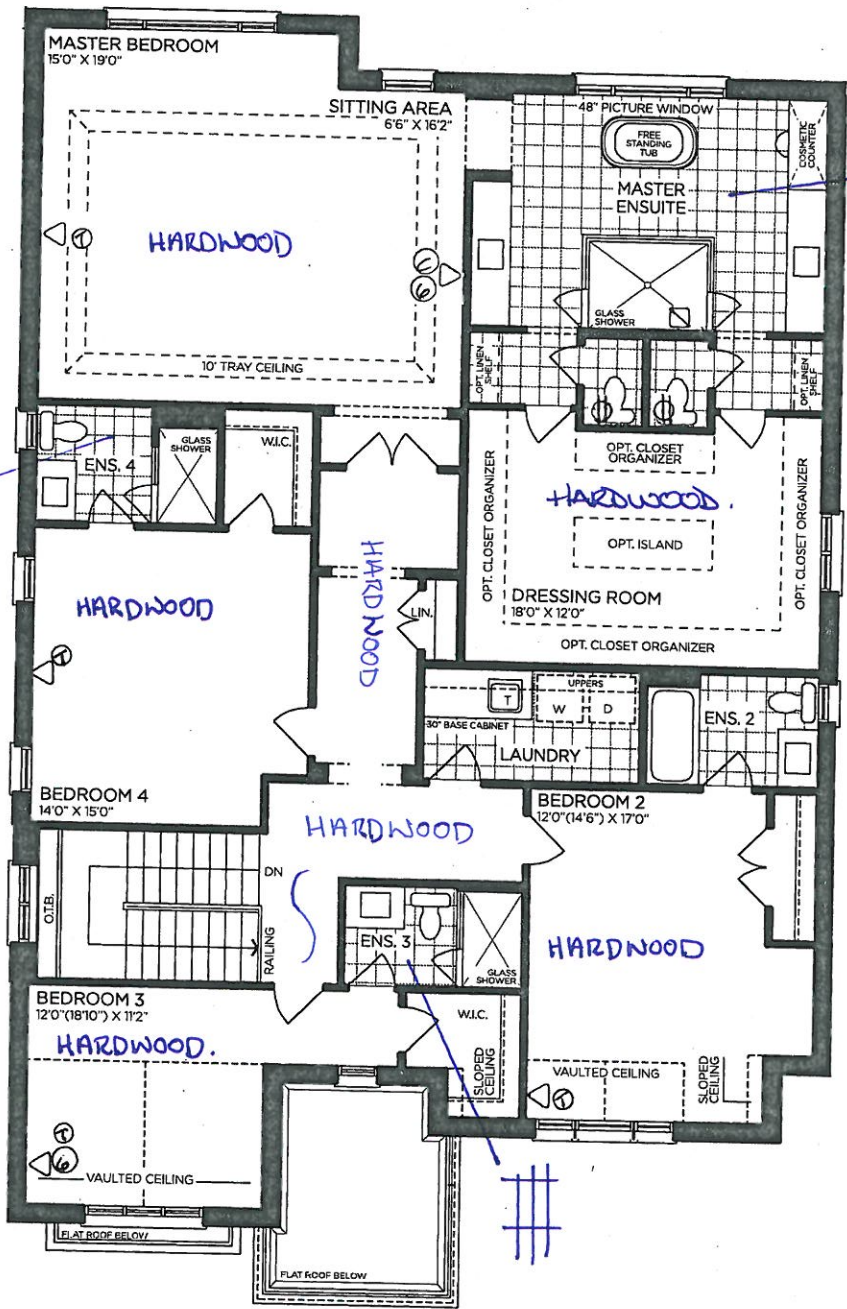 MASTER BEDROOM
15'0" X 19'0"
SITTING AREA
6'6" X 16'2"
48" PICTURE WINDOW
FREE
STANDING
TUB
COSMETIC
COUNTER
MASTER
ENSUITE
HARDWOOD
T
T
6
GLASS
SHOWER
10' TRAY CEILING
OPT. LINEN
SHELF
OPT. LINEN
SHELF
ENS. 4
GLASS
SHOWER
W.I.C.
OPT. CLOSET
ORGANIZER
OPT. CLOSET ORGANIZER
HARDWOOD.
OPT. CLOSET ORGANIZER
OPT. ISLAND
HARDWOOD
HARDWOOD
LIN.
DRESSING ROOM
18'0" X 12'0"
OPT. CLOSET ORGANIZER
T
UPPERS
T
W
D
30" BASE CABINET
LAUNDRY
ENS. 2
BEDROOM 4
14'0" X 15'0"
BEDROOM 2
12'0"(14'6") X 17'0"
HARDWOOD
O.T.B.
DN
RAILING
ENS. 3
GLASS
SHOWER
HARDWOOD
BEDROOM 3
12'0"(18'10") X 11'2"
HARDWOOD.
W.I.C.
SLOPED
CEILING
VAULTED CEILING
SLOPED
CEILING
T
T
6
VAULTED CEILING
FLAT ROOF BELOW
FLAT ROOF BELOW